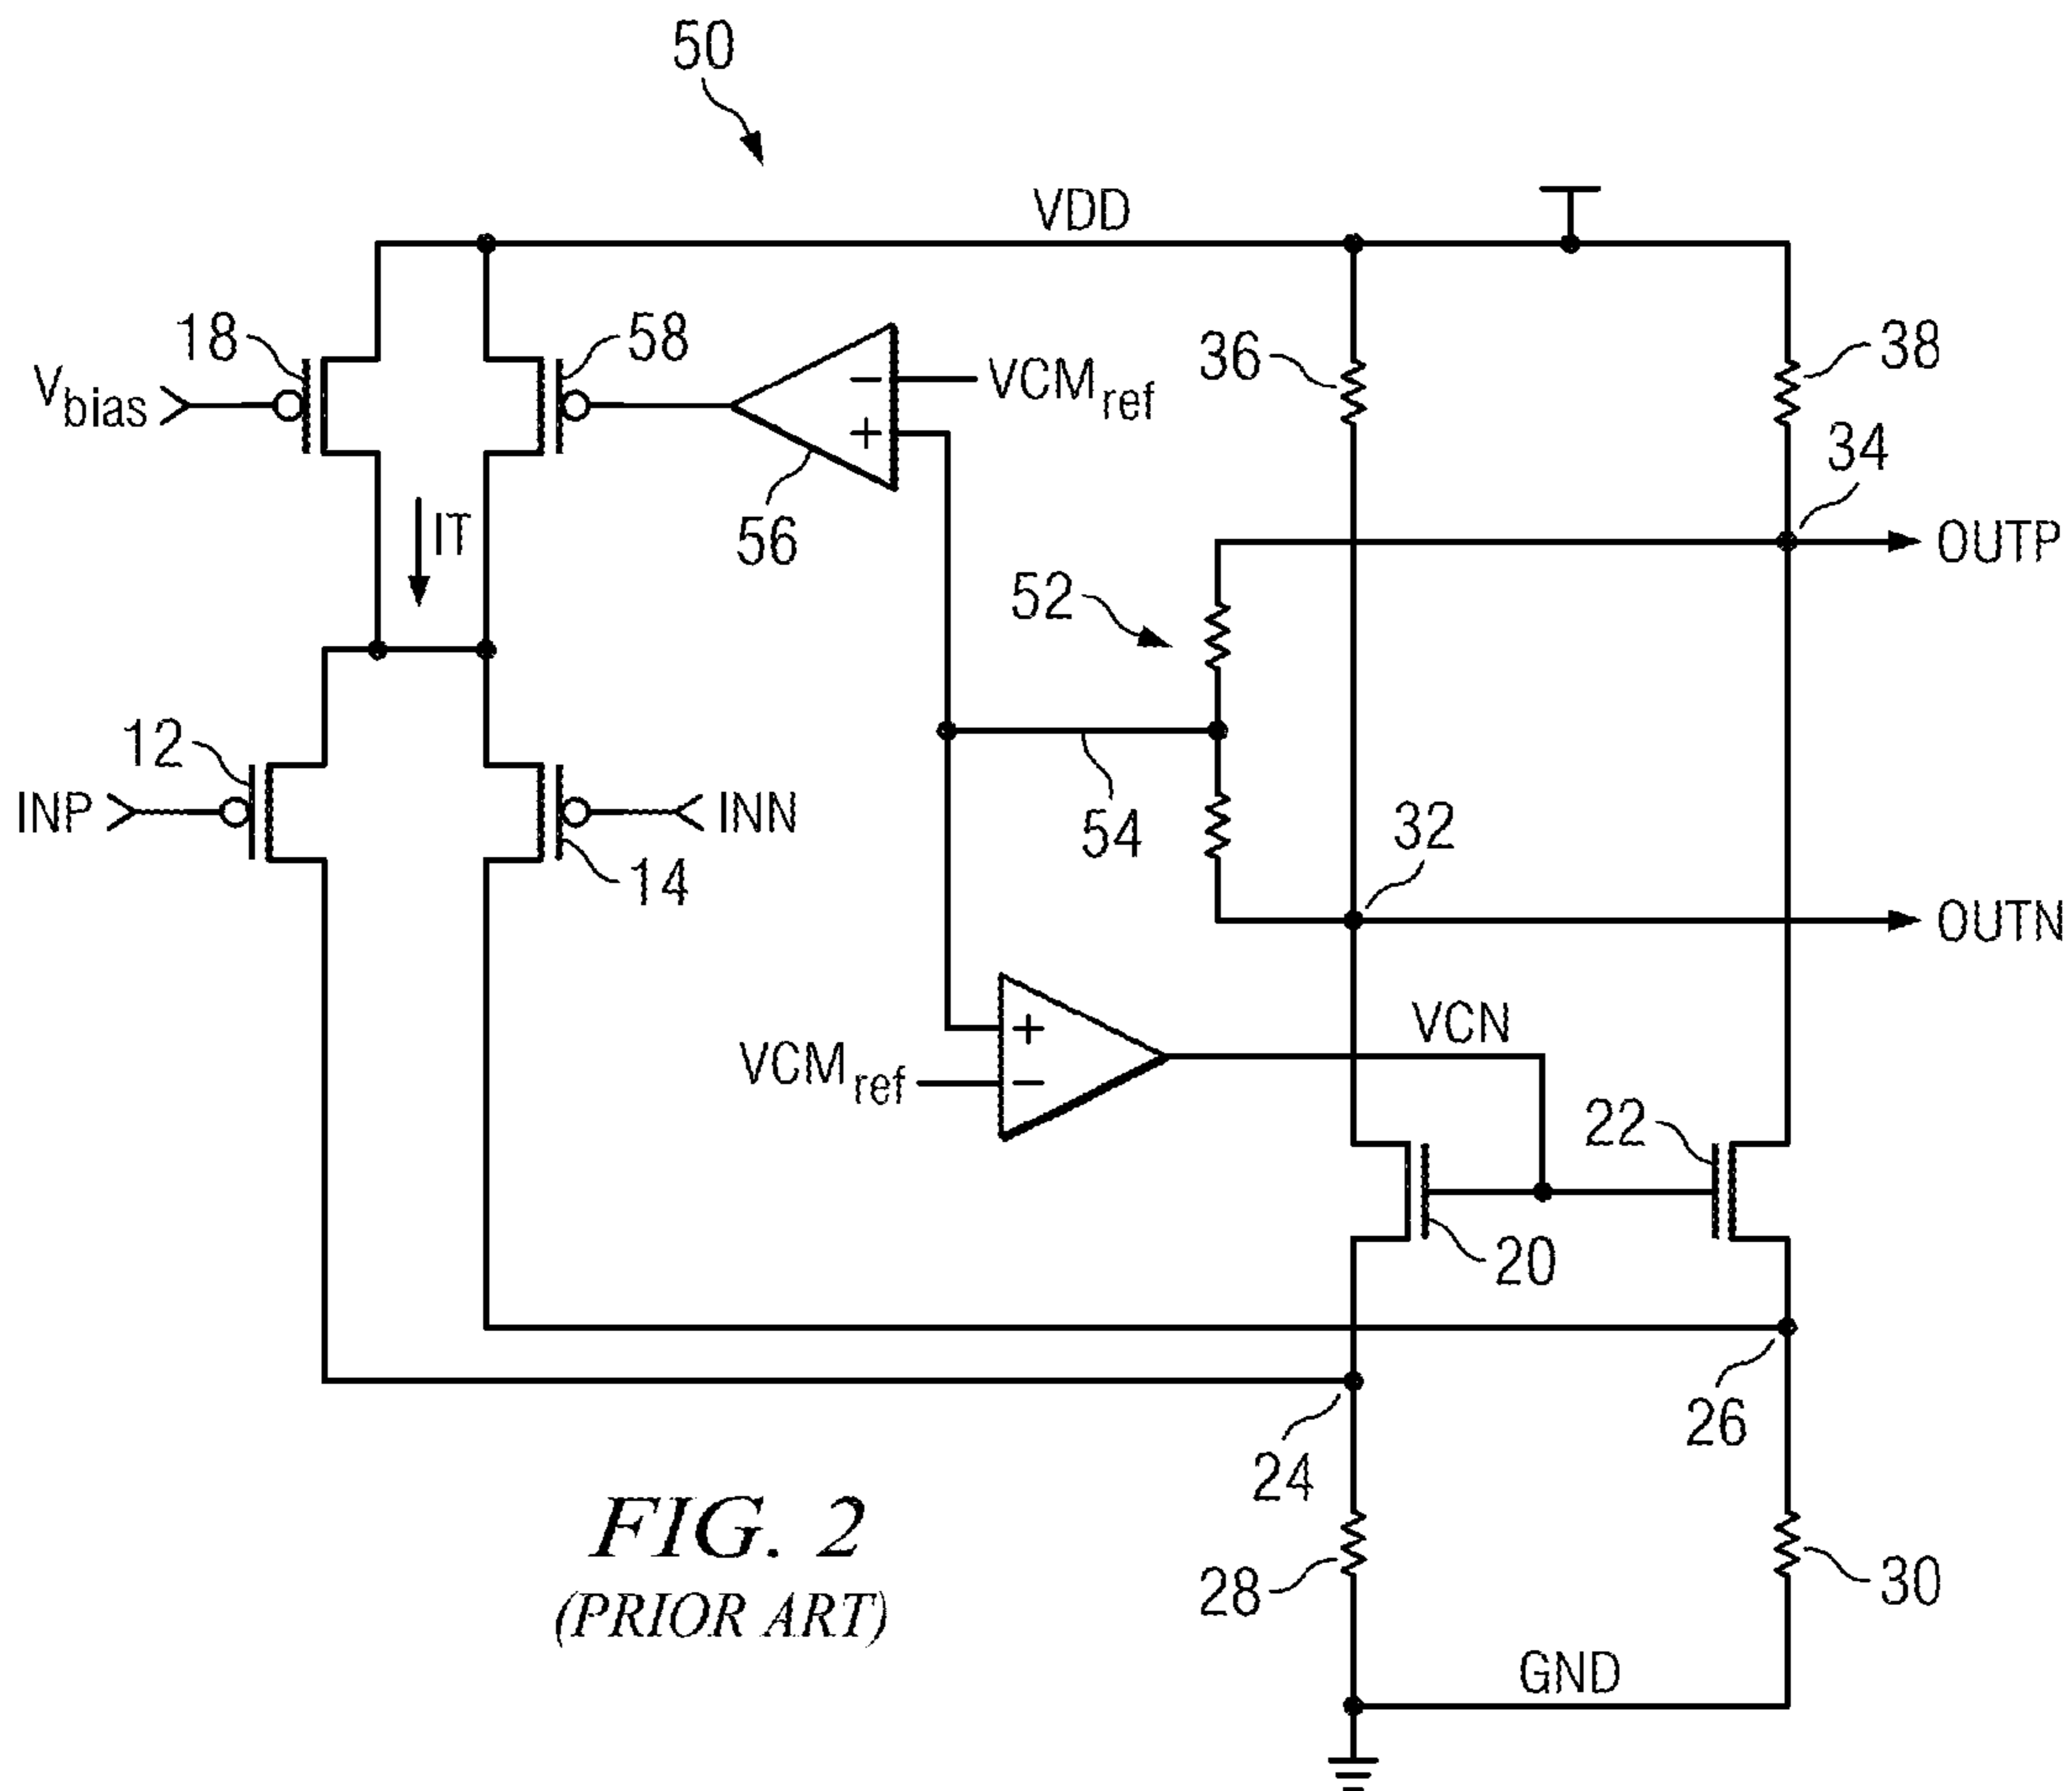 50
VDD
18
58
36
38
Vbias
VCMref
34
−
+
56
IT
OUTP
52
12
INP
INN
54
32
14
OUTN
+
−
VCN
VCMref
22
20
24
26
28
30
FIG. 2
(PRIOR ART)
GND